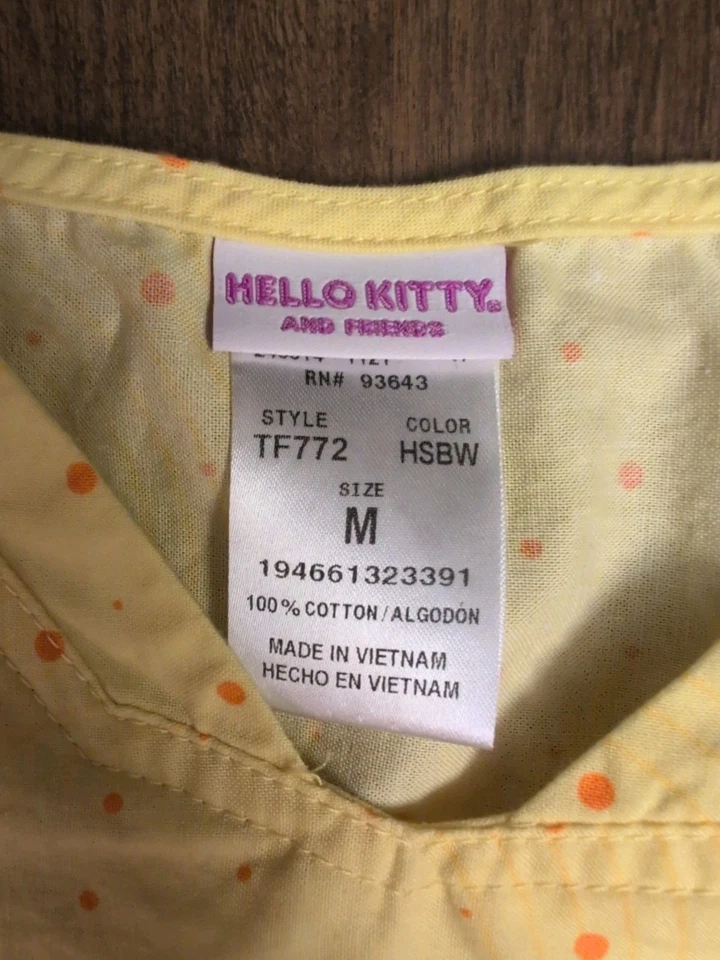 HELLO KITTY®
AND FRIENDS
RN# 93643
STYLE
COLOR
TF772
HSBW
SIZE
M
194661323391
100% COTTON/ALGODÓN
MADE IN VIETNAM
HECHO EN VIETNAM